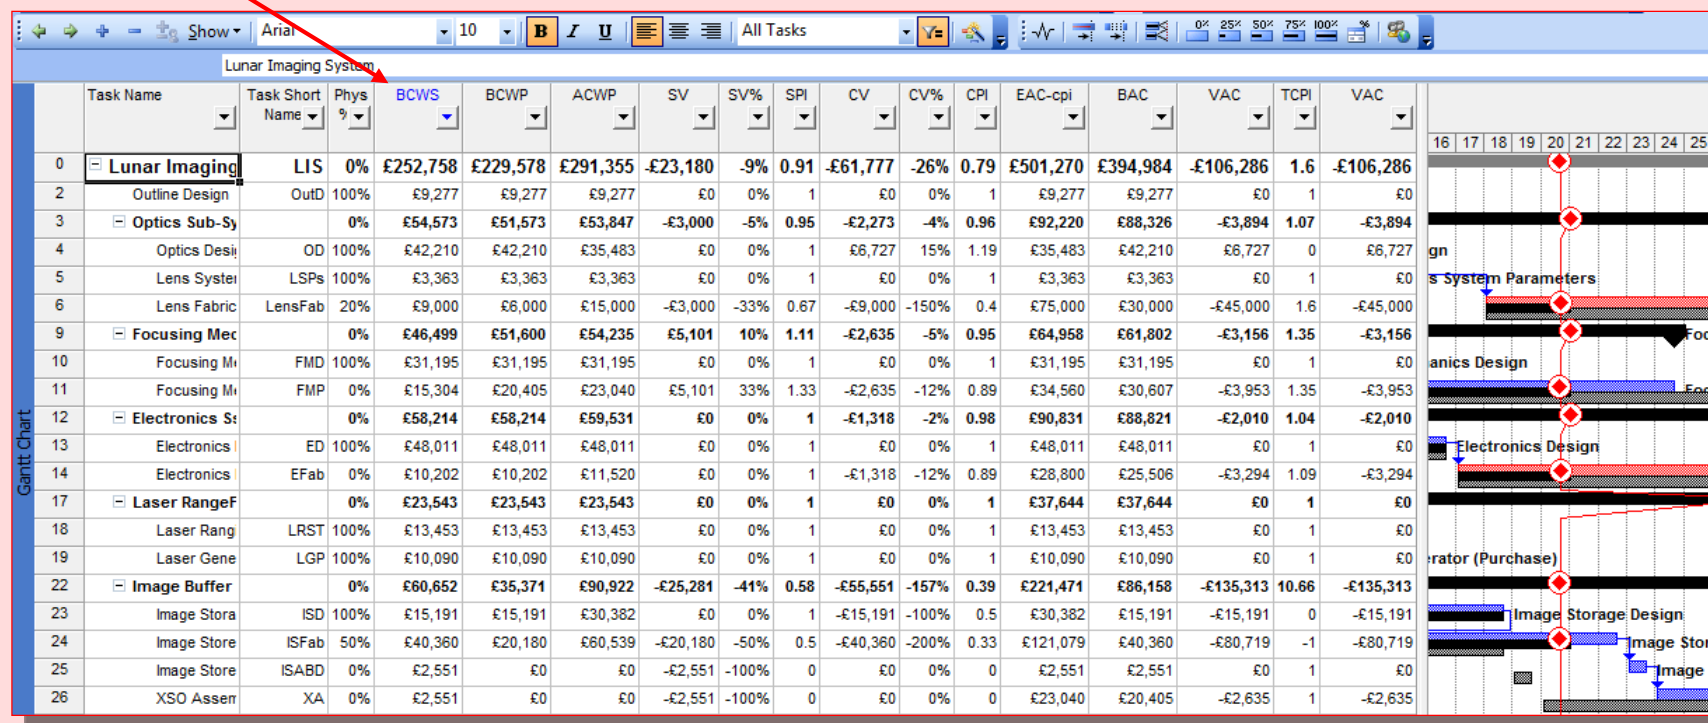 Show Arial 10 B I U All Tasks 0% 25% 50% 75% 100%
Lunar Imaging System
Task Name Task Short Name Phys % BCWS BCWP ACWP SV SV% SPI CV CV% CPI EAC-cpi BAC VAC TCPI VAC
16 17 18 19 20 21 22 23 24 25
0 Lunar Imaging LIS 0% £252,758 £229,578 £291,355 -£23,180 -9% 0.91 -£61,777 -26% 0.79 £501,270 £394,984 -£106,286 1.6 -£106,286
2 Outline Design OutD 100% £9,277 £9,277 £9,277 £0 0% 1 £0 0% 1 £9,277 £9,277 £0 1 £0
3 Optics Sub-Sy 0% £54,573 £51,573 £53,847 -£3,000 -5% 0.95 -£2,273 -4% 0.96 £92,220 £88,326 -£3,894 1.07 -£3,894
4 Optics Desi OD 100% £42,210 £42,210 £35,483 £0 0% 1 £6,727 15% 1.19 £35,483 £42,210 £6,727 0 £6,727 gn
5 Lens Syster LSPs 100% £3,363 £3,363 £3,363 £0 0% 1 £0 0% 1 £3,363 £3,363 £0 1 £0 s System Parameters
6 Lens Fabric LensFab 20% £9,000 £6,000 £15,000 -£3,000 -33% 0.67 -£9,000 -150% 0.4 £75,000 £30,000 -£45,000 1.6 -£45,000
9 Focusing Mec 0% £46,499 £51,600 £54,235 £5,101 10% 1.11 -£2,635 -5% 0.95 £64,958 £61,802 -£3,156 1.35 -£3,156 Foc
10 Focusing M FMD 100% £31,195 £31,195 £31,195 £0 0% 1 £0 0% 1 £31,195 £31,195 £0 1 £0 anics Design
11 Focusing M FMP 0% £15,304 £20,405 £23,040 £5,101 33% 1.33 -£2,635 -12% 0.89 £34,560 £30,607 -£3,953 1.35 -£3,953 Foc
12 Electronics S 0% £58,214 £58,214 £59,531 £0 0% 1 -£1,318 -2% 0.98 £90,831 £88,821 -£2,010 1.04 -£2,010
13 Electronics ED 100% £48,011 £48,011 £48,011 £0 0% 1 £0 0% 1 £48,011 £48,011 £0 1 £0 Electronics Design
14 Electronics EFab 0% £10,202 £10,202 £11,520 £0 0% 1 -£1,318 -12% 0.89 £28,800 £25,506 -£3,294 1.09 -£3,294
17 Laser RangeF 0% £23,543 £23,543 £23,543 £0 0% 1 £0 0% 1 £37,644 £37,644 £0 1 £0
18 Laser Rang LRST 100% £13,453 £13,453 £13,453 £0 0% 1 £0 0% 1 £13,453 £13,453 £0 1 £0
19 Laser Gene LGP 100% £10,090 £10,090 £10,090 £0 0% 1 £0 0% 1 £10,090 £10,090 £0 1 £0 erator (Purchase)
22 Image Buffer 0% £60,652 £35,371 £90,922 -£25,281 -41% 0.58 -£55,551 -157% 0.39 £221,471 £86,158 -£135,313 10.66 -£135,313
23 Image Stora ISD 100% £15,191 £15,191 £30,382 £0 0% 1 -£15,191 -100% 0.5 £30,382 £15,191 -£15,191 0 -£15,191 Image Storage Design
24 Image Store ISFab 50% £40,360 £20,180 £60,539 -£20,180 -50% 0.5 -£40,360 -200% 0.33 £121,079 £40,360 -£80,719 -1 -£80,719 Image Stor
25 Image Store ISABD 0% £2,551 £0 £0 -£2,551 -100% 0 £0 0% 0 £2,551 £2,551 £0 1 £0 Image
26 XSO Assem XA 0% £2,551 £0 £0 -£2,551 -100% 0 £0 0% 0 £23,040 £20,405 -£2,635 1 -£2,635
Gantt Chart